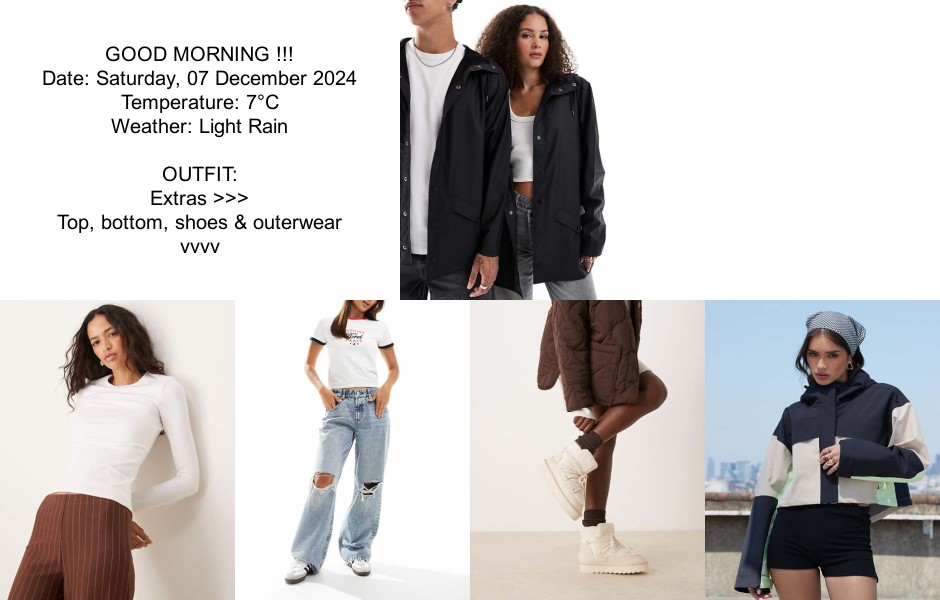 GOOD MORNING !!!
Date: Saturday, 07 December 2024
Temperature: 7°C
Weather: Light Rain
OUTFIT:
Extras >>>
Top, bottom, shoes & outerwear
vvvv